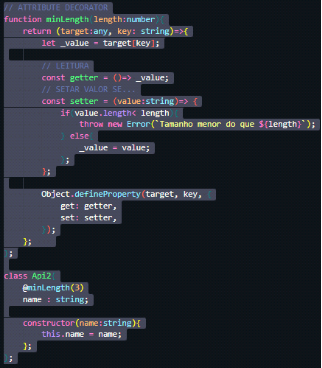 // ATTRIBUTE DECORATOR
function minLength(length:number){
    return (target:any, key: string)=>{
        let _value = target[key];

        // LEITURA
        const getter = ()=> _value;
        // SETAR VALOR SE...
        const setter = (value:string)=> {
            if(value.length< length){
                throw new Error(`Tamanho menor do que ${length}`);
            } else{
                _value = value;
            };
        };

        Object.defineProperty(target, key, {
            get: getter,
            set: setter,
        });
    };
};

class Api2{
    @minLength(3)
    name : string;

    constructor(name:string){
        this.name = name;
    };
};